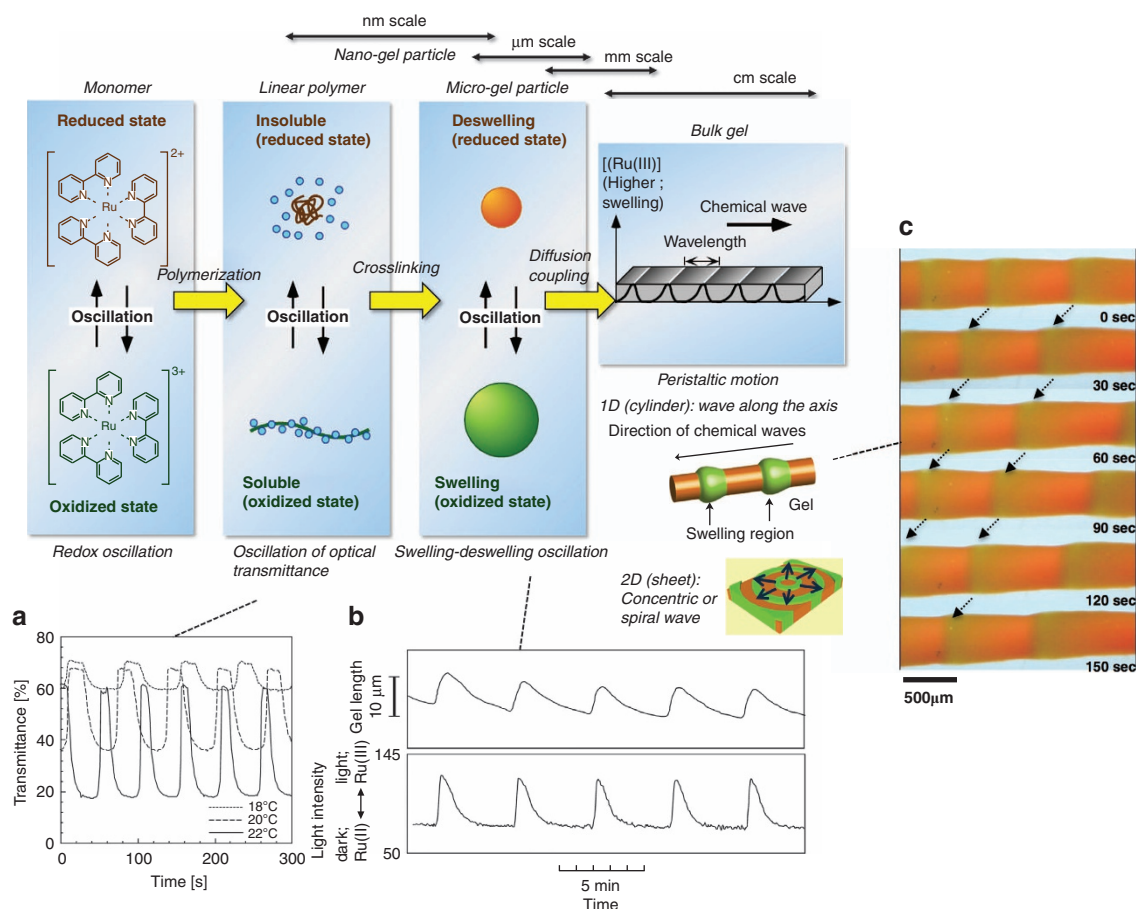 nm scale
Nano-gel particle
μm scale
mm scale
cm scale
Monomer
Linear polymer
Micro-gel particle
Bulk gel
Reduced state
2+
N
N
N
N
N
N
Ru
Oscillation
3+
N
N
N
N
N
N
Ru
Oxidized state
Redox oscillation
Polymerization
Insoluble
(reduced state)
Oscillation
Soluble
(oxidized state)
Oscillation of optical
transmittance
Crosslinking
Deswelling
(reduced state)
Oscillation
Swelling
(oxidized state)
Swelling-deswelling oscillation
Diffusion
coupling
[(Ru(III)]
(Higher ;
swelling)
Chemical wave
Wavelength
Peristaltic motion
1D (cylinder): wave along the axis
Direction of chemical waves
Gel
Swelling region
2D (sheet):
Concentric or
spiral wave
c
0 sec
30 sec
60 sec
90 sec
120 sec
150 sec
500μm
a
Transmittance [%]
80
60
40
20
0
18°C
20°C
22°C
0
100
200
300
Time [s]
b
Gel length
10 μm
Light intensity
dark; light;
Ru(II) Ru(III)
145
50
5 min
Time